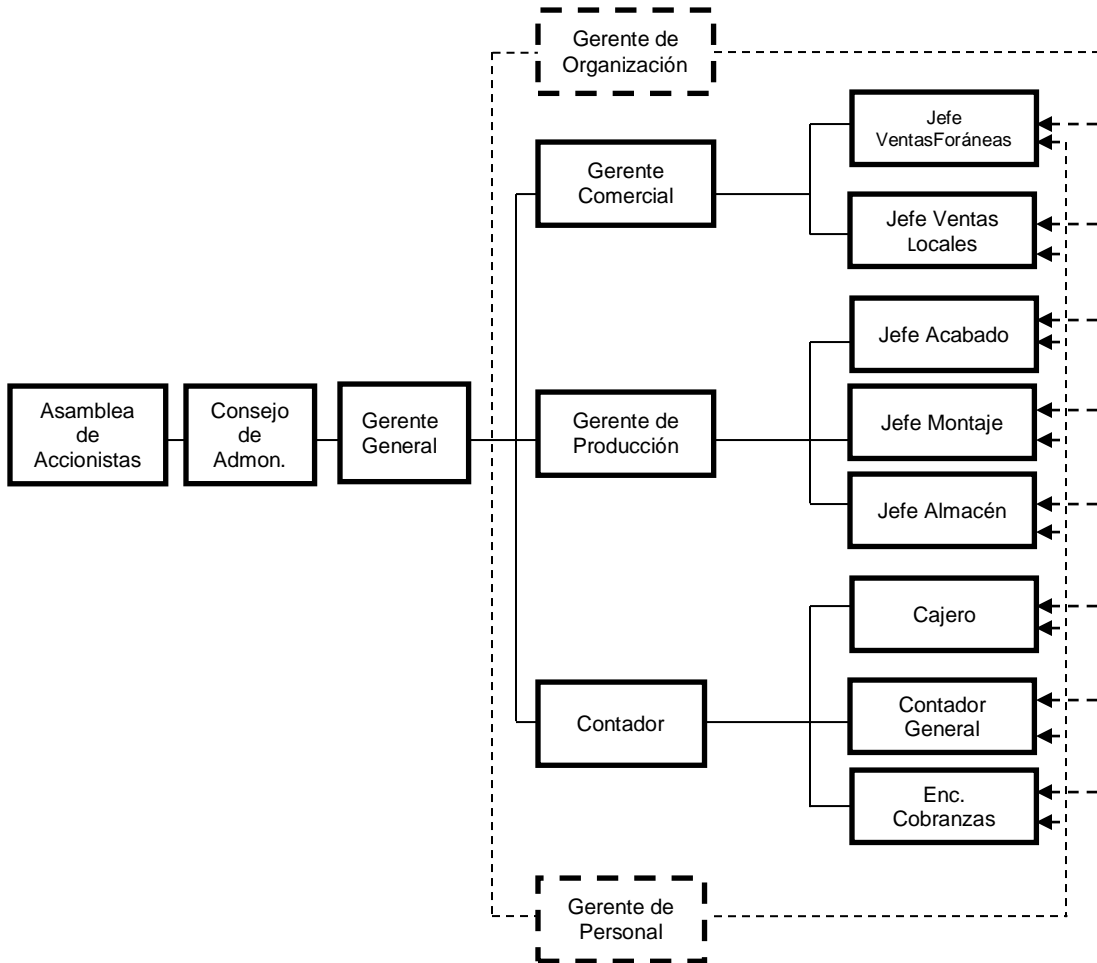 Gerente de
Organización
Jefe
VentasForáneas
Gerente
Comercial
Jefe Ventas
Locales
Jefe Acabado
Asamblea
de
Accionistas
Consejo
de
Admon.
Gerente
General
Gerente de
Producción
Jefe Montaje
Jefe Almacén
Cajero
Contador
Contador
General
Enc.
Cobranzas
Gerente de
Personal